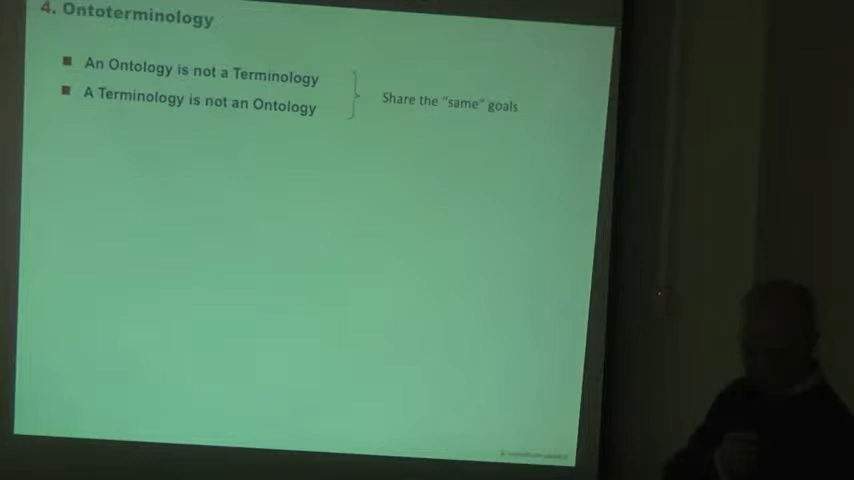 4. Ontoterminology
An Ontology is not a Terminology
A Terminology is not an Ontology
Share the "same" goals